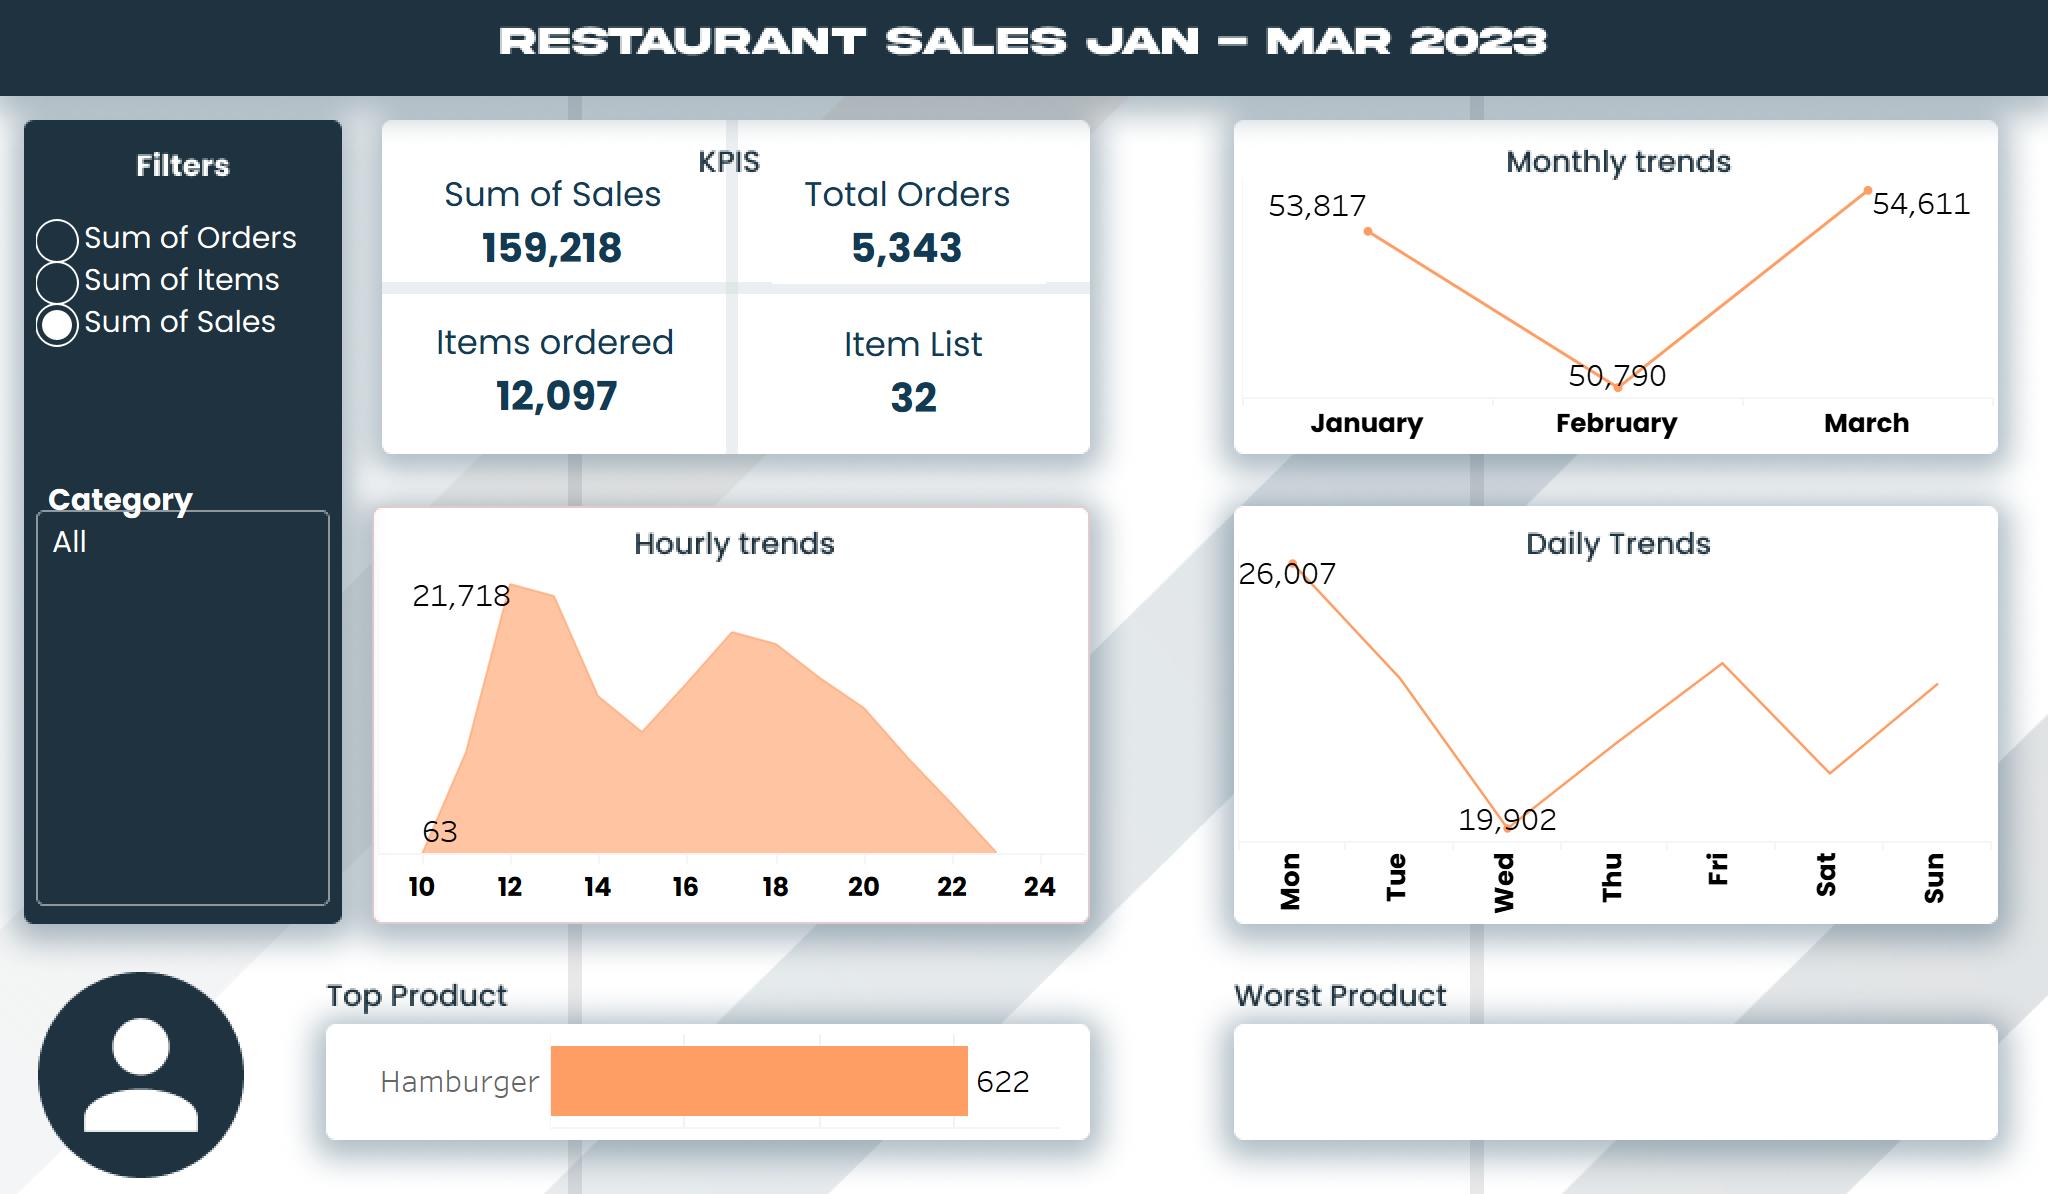 RESTAURANT SALES JAN – MAR 2023
Filters
Sum of Orders
Sum of Items
Sum of Sales
Category
All
KPIS
Sum of Sales
159,218
Total Orders
5,343
Items ordered
12,097
Item List
32
Monthly trends
53,817
54,611
50,790
January February March
Hourly trends
21,718
63
10 12 14 16 18 20 22 24
Daily Trends
26,007
19,902
Mon Tue Wed Thu Fri Sat Sun
Top Product
Hamburger 622
Worst Product